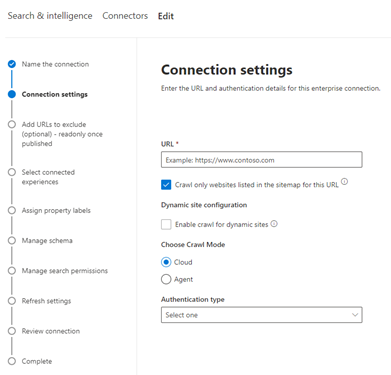 Search & intelligence Connectors Edit
Name the connection
Connection settings
Add URLs to exclude
(optional) - readonly once
published
Select connected
experiences
Assign property labels
Manage schema
Manage search permissions
Refresh settings
Review connection
Complete
Connection settings
Enter the URL and authentication details for this enterprise connection.
URL *
Example: https://www.contoso.com
Crawl only websites listed in the sitemap for this URL
Dynamic site configuration
Enable crawl for dynamic sites
Choose Crawl Mode
Cloud
Agent
Authentication type
Select one